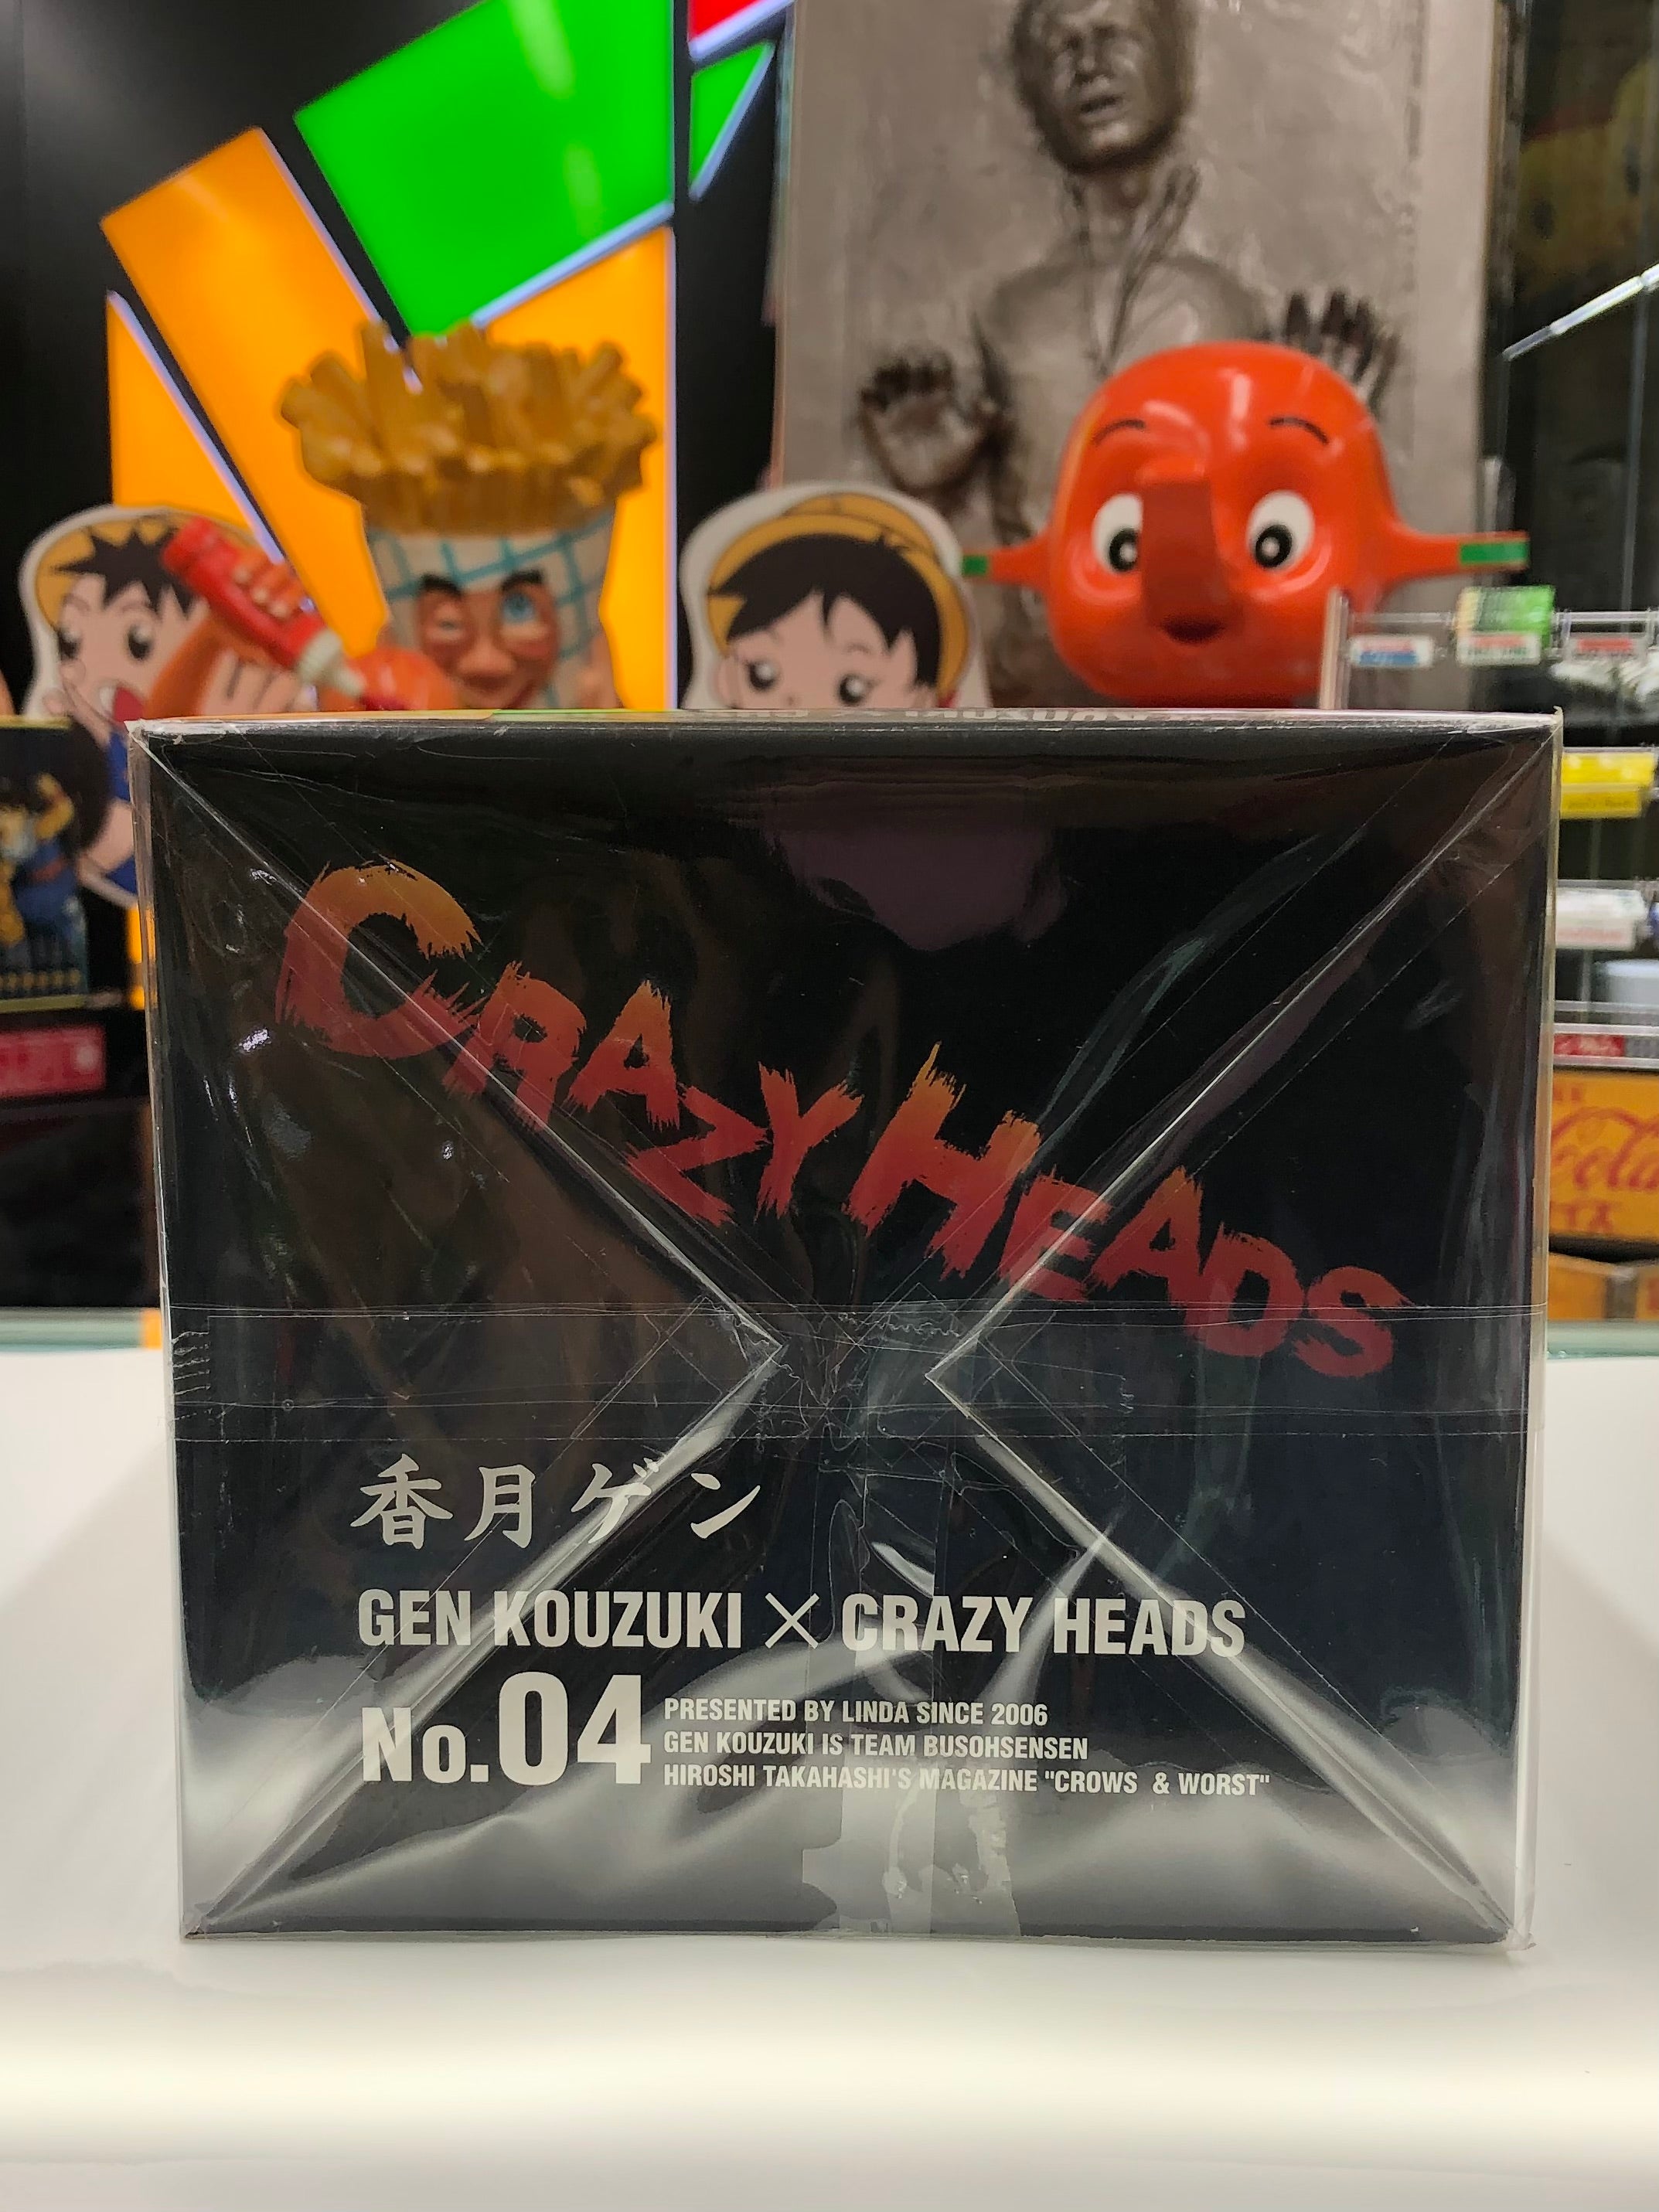 CRAZY HEADS
香月ゲン
GEN KOUZUKI × CRAZY HEADS
No.04
PRESENTED BY LINDA SINCE 2006
GEN KOUZUKI IS TEAM BUSOHSENSEN
HIROSHI TAKAHASHI'S MAGAZINE "CROWS & WORST"
Cola